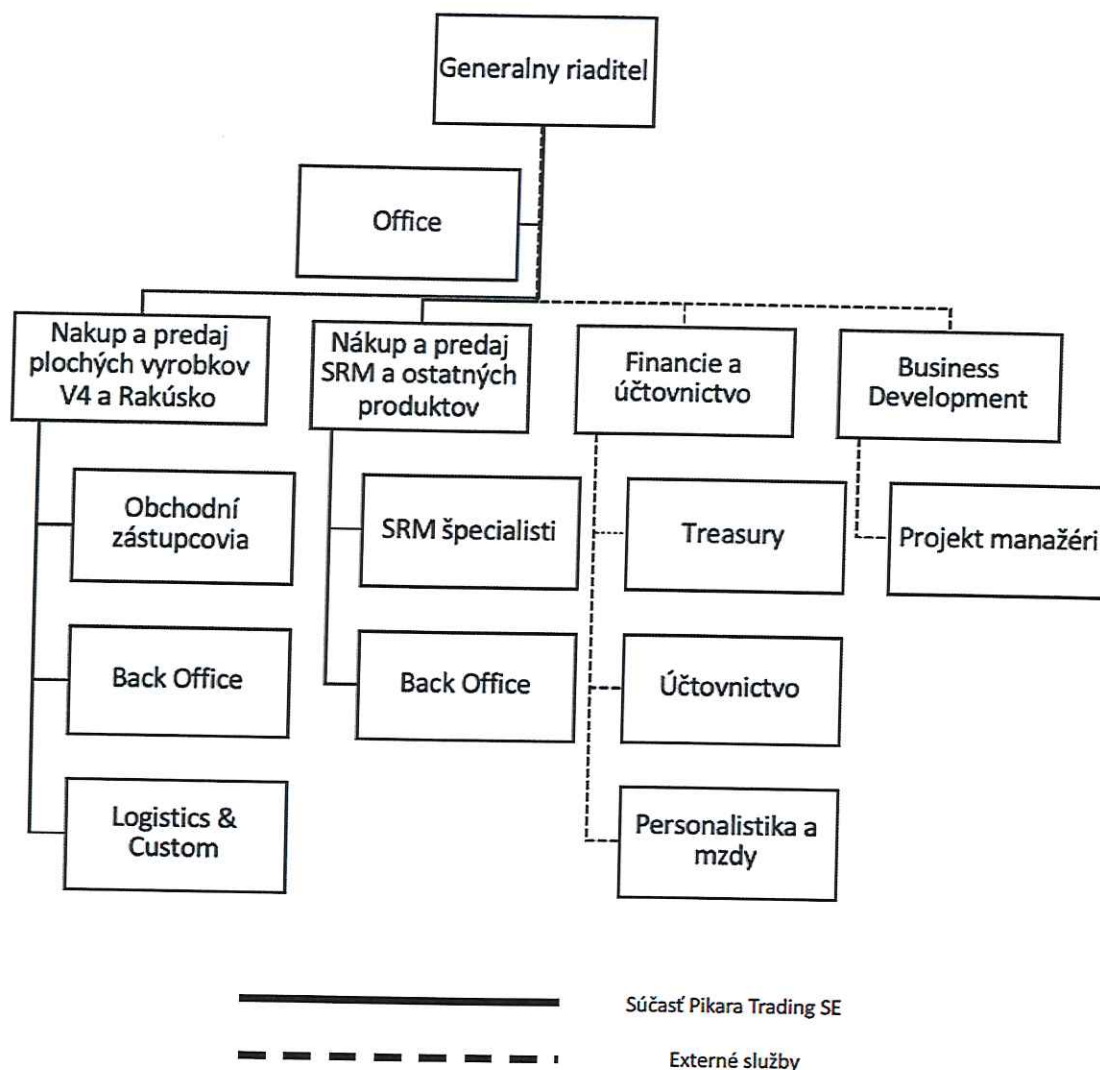 Generalny riaditel
Office
Nakup a predaj
plochých vyrobkov
V4 a Rakúsko
Nákup a predaj
SRM a ostatných
produktov
Financie a
účtovnictvo
Business
Development
Obchodní
zástupcovia
SRM špecialisti
Treasury
Projekt manažéri
Back Office
Back Office
Účtovnictvo
Logistics &
Custom
Personalistika a
mzdy
Súčasť Pikara Trading SE
Externé služby